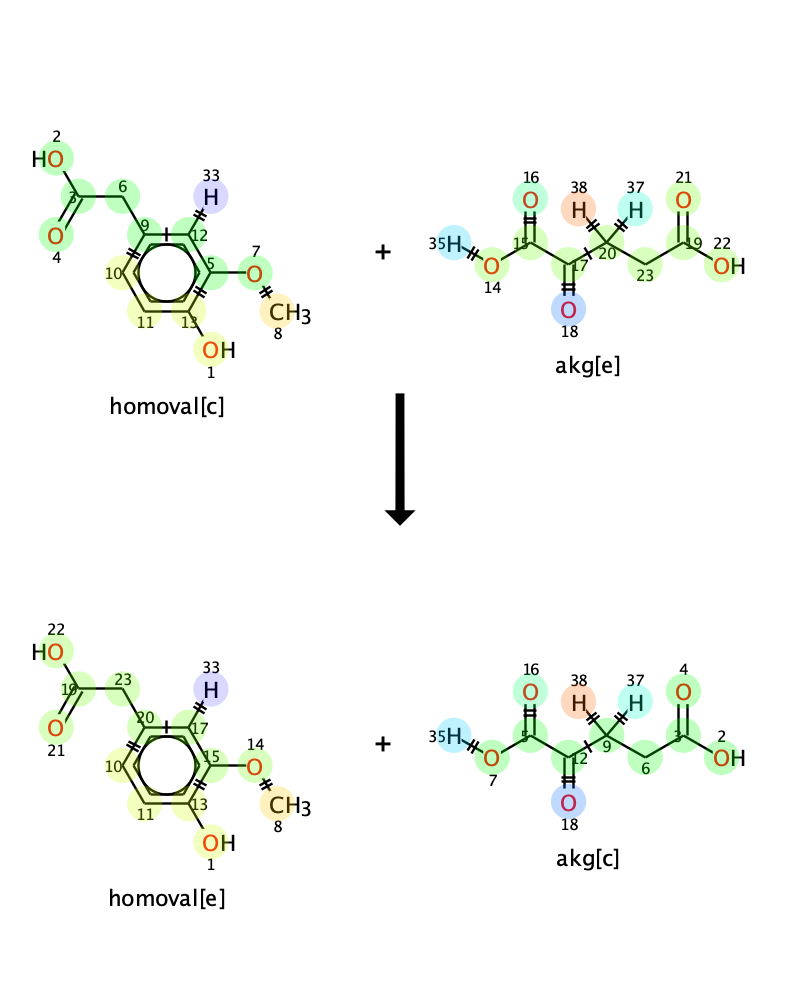 2
HO
3
6
4
33
H
9
12
7
O
O
10
5
11
13
CH3
8
OH
1
homoval[c]
+
16
O
38
H
37
H
21
O
35
H
15
17
20
19
22
OH
O
14
23
O
18
akg[e]
22
HO
19
23
O
21
33
H
20
17
14
O
10
15
11
13
CH3
8
OH
1
homoval[e]
+
16
O
38
H
37
H
4
O
35
H
5
12
9
3
2
OH
O
7
6
O
18
akg[c]